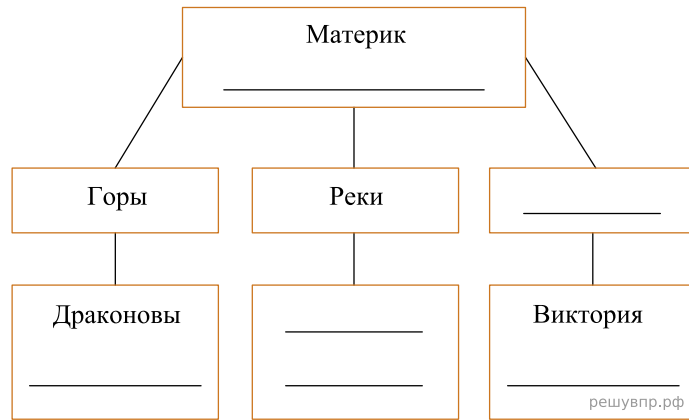 Материк
Горы
Реки
Драконовы
Виктория
решувпр.рф